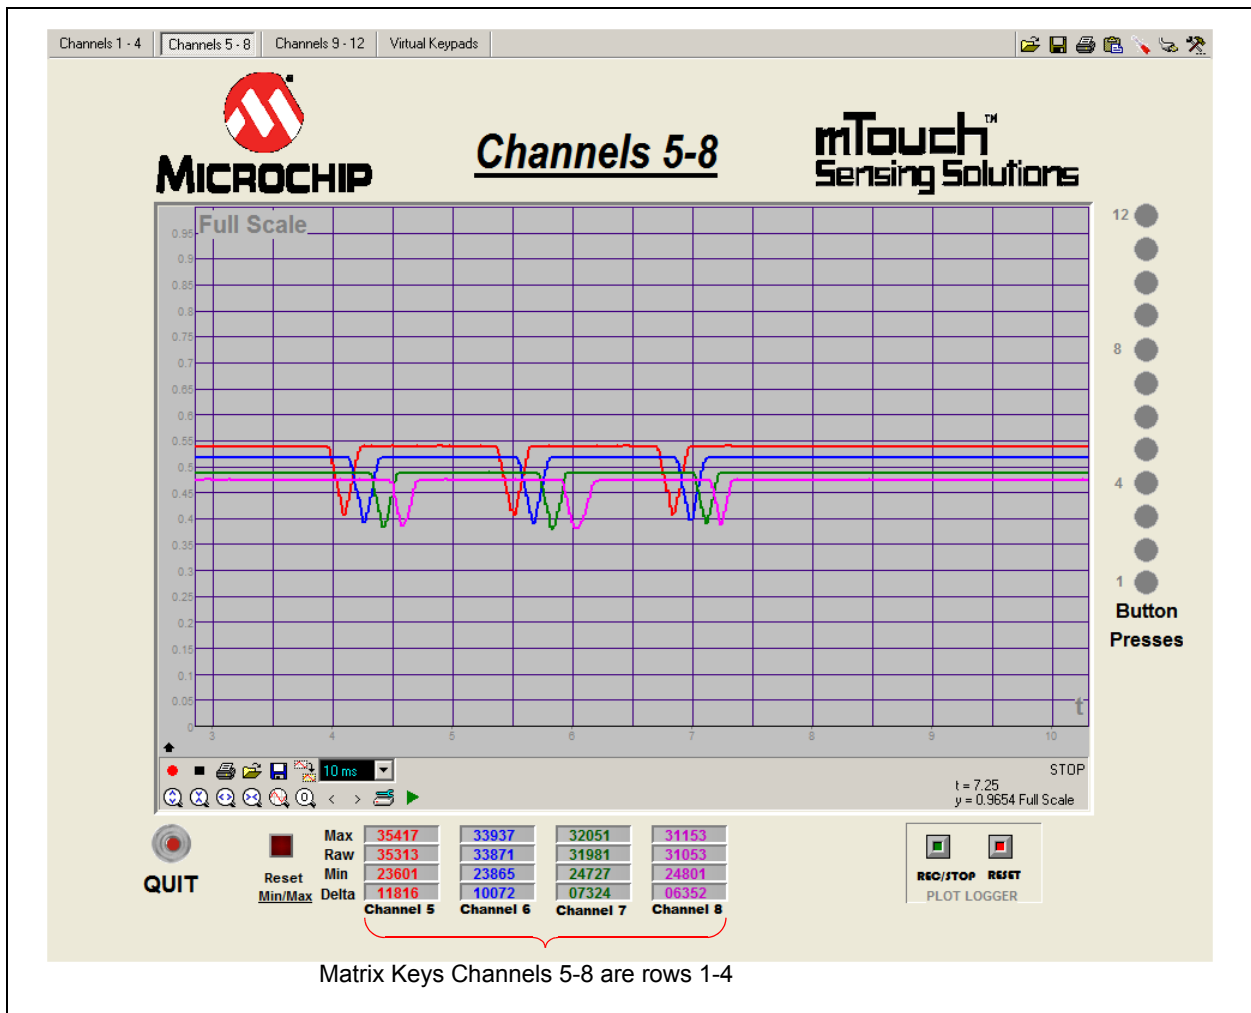 Channels 1 - 4 Channels 5 - 8 Channels 9 - 12 Virtual Keypads
MICROCHIP
Channels 5-8
mTouch™
Sensing Solutions
Full Scale
0.95
0.9
0.85
0.8
0.75
0.7
0.65
0.6
0.55
0.5
0.45
0.4
0.35
0.3
0.25
0.2
0.15
0.1
0.05
0
t
3 4 5 6 7 8 9 10
12
8
4
1
Button
Presses
10 ms
STOP
t = 7.25
y = 0.9654 Full Scale
QUIT
Reset
Min/Max
Max 35417 33937 32051 31153
Raw 35313 33871 31981 31053
Min 23601 23865 24727 24801
Delta 11816 10072 07324 06352
Channel 5 Channel 6 Channel 7 Channel 8
REC/STOP RESET
PLOT LOGGER
Matrix Keys Channels 5-8 are rows 1-4